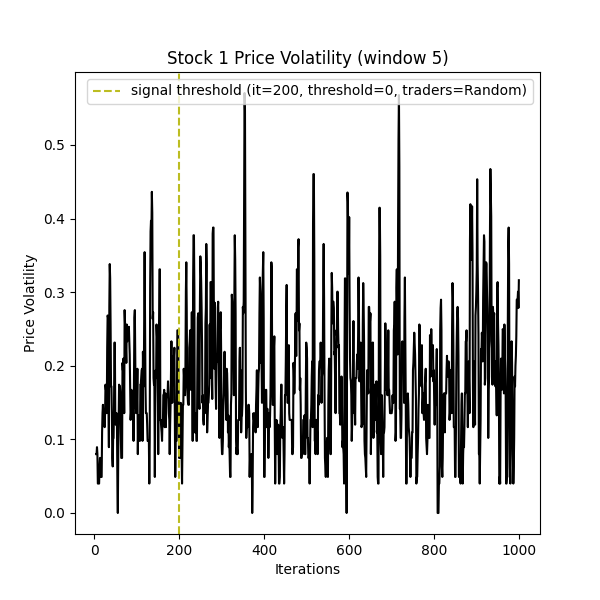 Stock 1 Price Volatility (window 5)
signal threshold (it=200, threshold=0, traders=Random)
0.5
0.4
0.3
0.2
0.1
0.0
Price Volatility
0 200 400 600 800 1000
Iterations